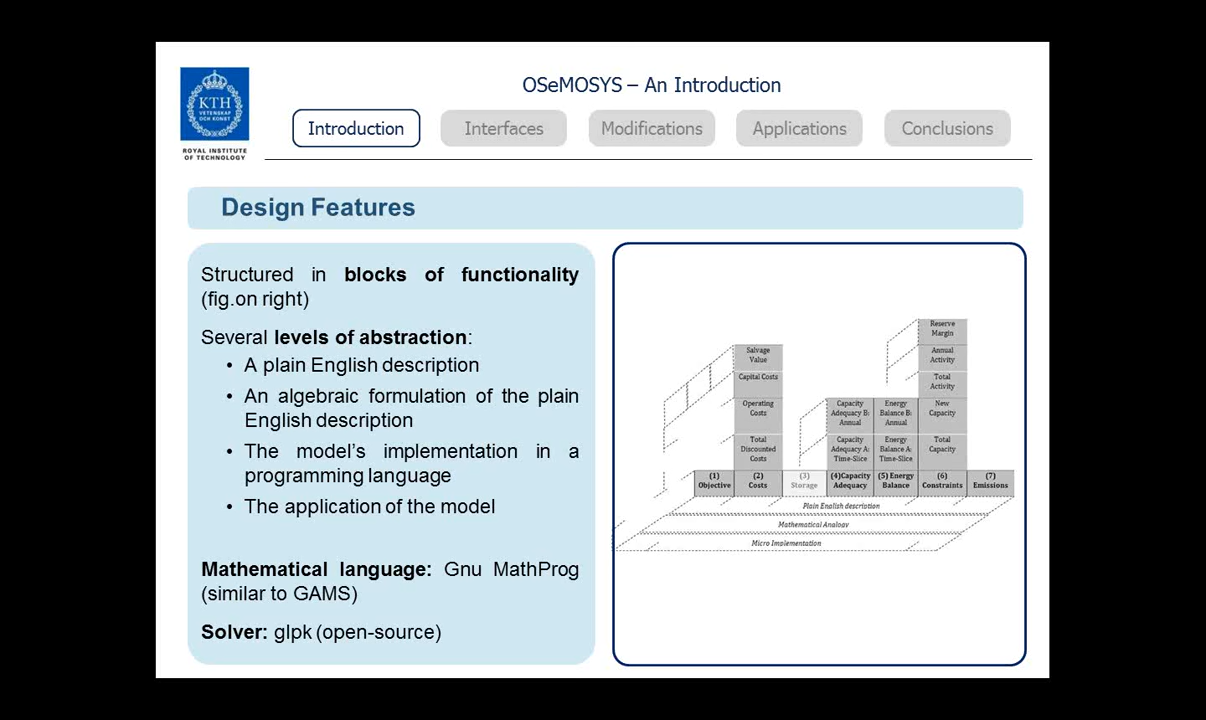 OSeMOSYS – An Introduction
KTH
VETENSKAP
OCH KONST
ROYAL INSTITUTE
OF TECHNOLOGY
Introduction
Interfaces
Modifications
Applications
Conclusions
Design Features
Structured in blocks of functionality
(fig.on right)
Several levels of abstraction:
• A plain English description
• An algebraic formulation of the plain
English description
• The model's implementation in a
programming language
• The application of the model
Mathematical language: Gnu MathProg
(similar to GAMS)
Solver: glpk (open-source)
Reserve
Margin
Salvage
Value
Annual
Activity
Capital Costs
Total
Activity
Operating
Costs
Capacity
Adequacy B:
Annual
Energy
Balance B:
Annual
New
Capacity
Total
Discounted
Costs
Capacity
Adequacy A:
Time-Slice
Energy
Balance A:
Time-Slice
Total
Capacity
(1)
Objective
(2)
Costs
(3)
Storage
(4)Capacity
Adequacy
(5) Energy
Balance
(6)
Constraints
(7)
Emissions
Plain English description
Mathematical Analogy
Micro Implementation